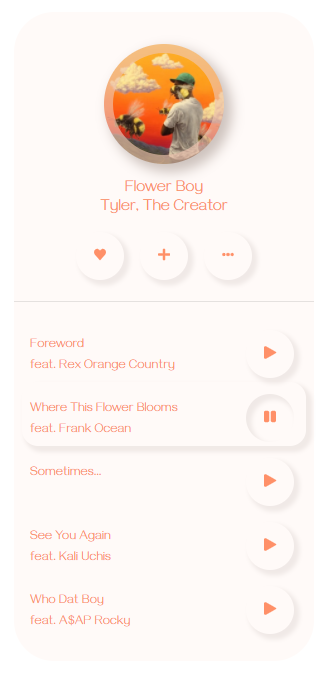 Flower Boy
Tyler, The Creator
Foreword
feat. Rex Orange Country
Where This Flower Blooms
feat. Frank Ocean
Sometimes...
See You Again
feat. Kali Uchis
Who Dat Boy
feat. A$AP Rocky